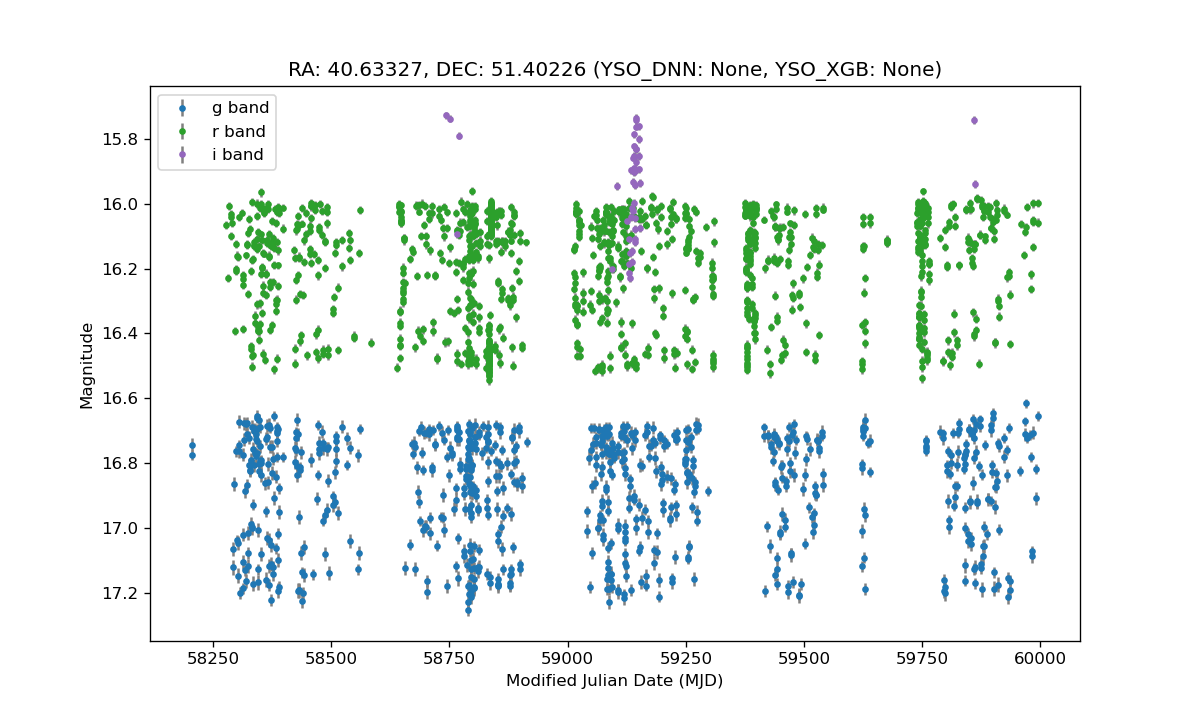 RA: 40.63327, DEC: 51.40226 (YSO_DNN: None, YSO_XGB: None)
g band
r band
i band
15.8
16.0
16.2
16.4
16.6
16.8
17.0
17.2
Magnitude
58250 58500 58750 59000 59250 59500 59750 60000
Modified Julian Date (MJD)